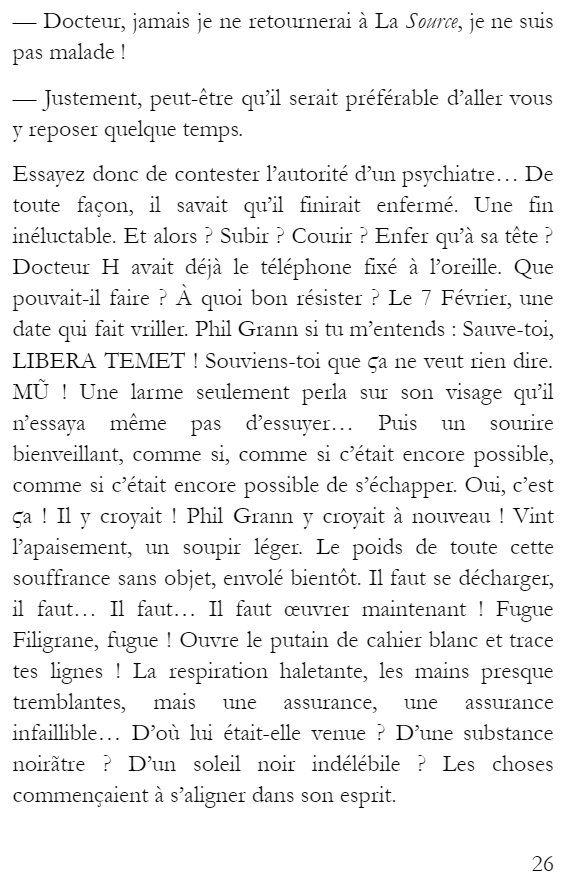 — Docteur, jamais je ne retournerai à La Source, je ne suis
pas malade !
— Justement, peut-être qu’il serait préférable d’aller vous
y reposer quelque temps.
Essayez donc de contester l’autorité d’un psychiatre… De
toute façon, il savait qu’il finirait enfermé. Une fin
inéluctable. Et alors ? Subir ? Courir ? Enfer qu’à sa tête ?
Docteur H avait déjà le téléphone fixé à l’oreille. Que
pouvait-il faire ? À quoi bon résister ? Le 7 Février, une
date qui fait vriller. Phil Grann si tu m’entends : Sauve-toi,
LIBERA TEMET ! Souviens-toi que ça ne veut rien dire.
MŨ ! Une larme seulement perla sur son visage qu’il
n’essaya même pas d’essuyer… Puis un sourire
bienveillant, comme si, comme si c’était encore possible,
comme si c’était encore possible de s’échapper. Oui, c’est
ça ! Il y croyait ! Phil Grann y croyait à nouveau ! Vint
l’apaisement, un soupir léger. Le poids de toute cette
souffrance sans objet, envolé bientôt. Il faut se décharger,
il faut… Il faut… Il faut œuvrer maintenant ! Fugue
Filigrane, fugue ! Ouvre le putain de cahier blanc et trace
tes lignes ! La respiration haletante, les mains presque
tremblantes, mais une assurance, une assurance
infaillible… D’où lui était-elle venue ? D’une substance
noirãtre ? D’un soleil noir indélébile ? Les choses
commençaient à s’aligner dans son esprit.
26